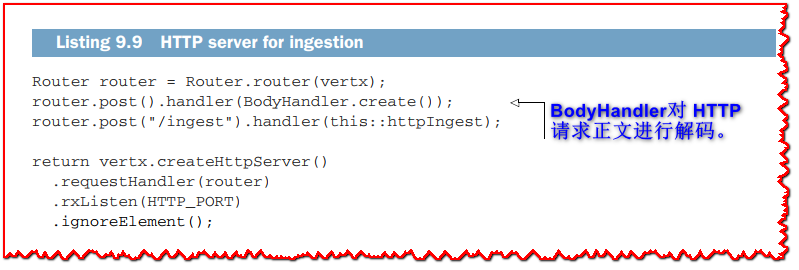 Listing 9.9 HTTP server for ingestion
Router router = Router.router(vertx);
router.post().handler(BodyHandler.create());
router.post("/ingest").handler(this::httpIngest);
BodyHandler对 HTTP
请求正文进行解码。
return vertx.createHttpServer()
.requestHandler(router)
.rxListen(HTTP_PORT)
.ignoreElement();